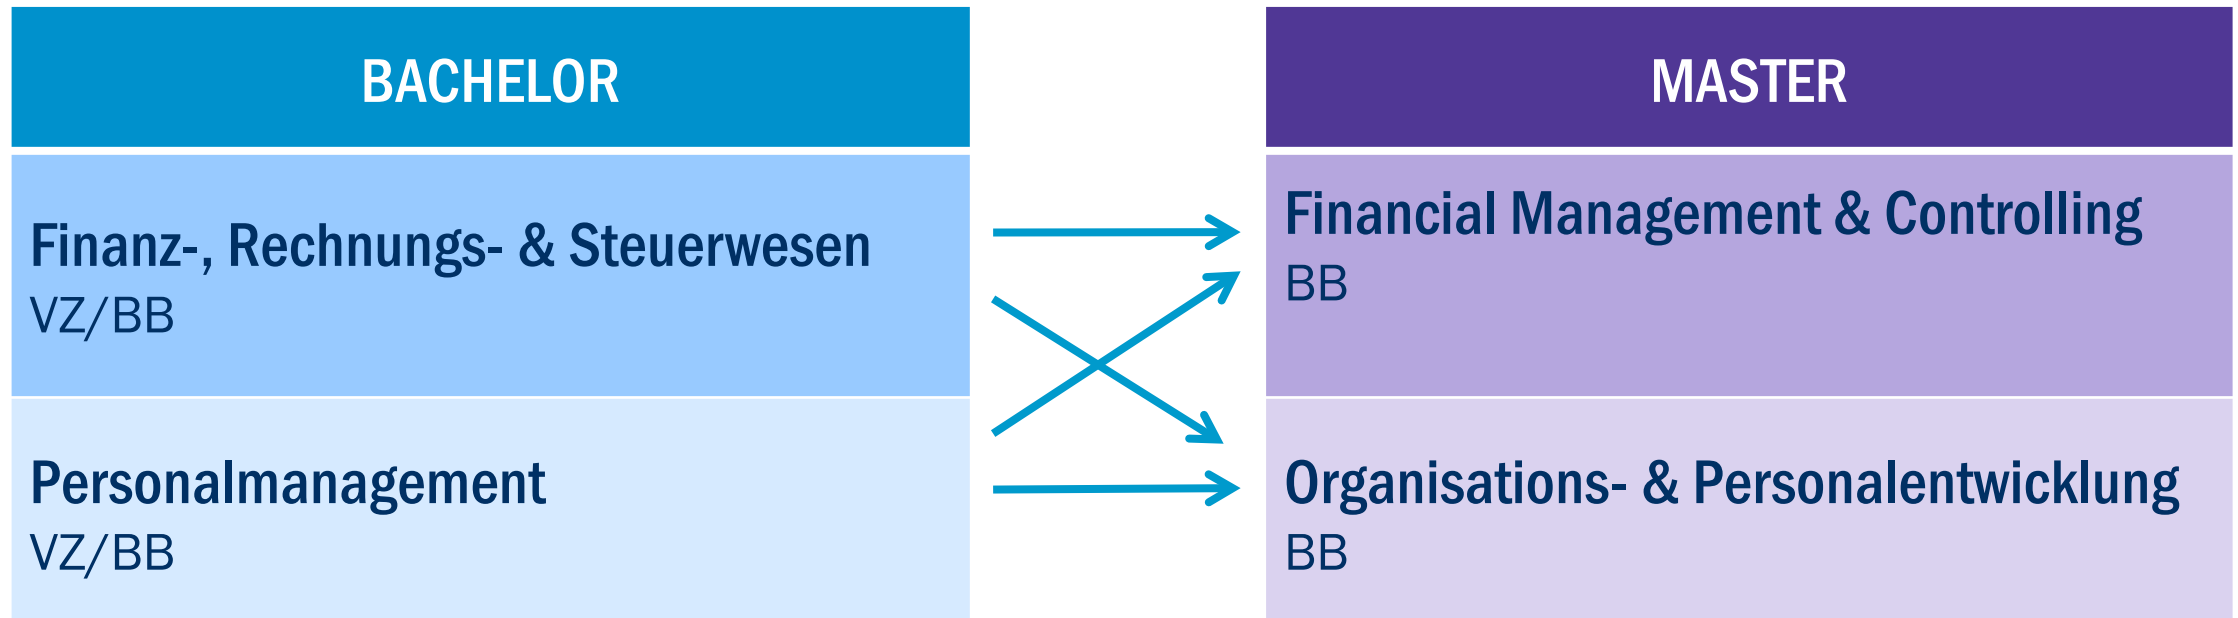 BACHELOR
Finanz-, Rechnungs- & Steuerwesen
VZ/BB
Personalmanagement
VZ/BB
MASTER
Financial Management & Controlling
BB
Organisations- & Personalentwicklung
BB